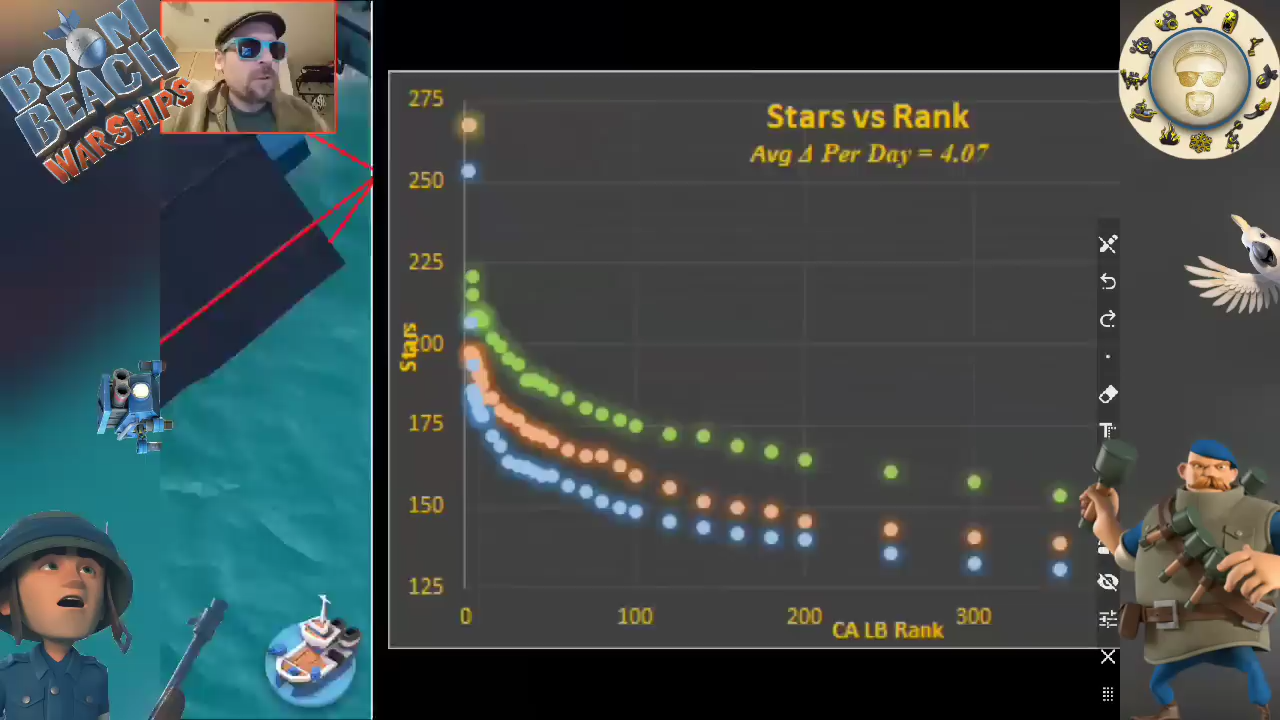 BOOM
BEACH
WARSHIPS
Stars vs Rank
Avg Δ Per Day = 4.07
275
250
225
200
175
150
125
Stars
0
100
200
300
CA LB Rank
T